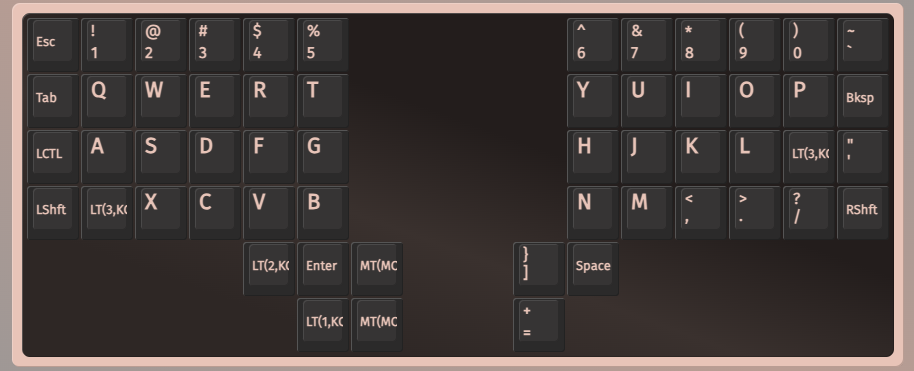 Esc ! 1 @ 2 # 3 $ 4 % 5 ^ 6 & 7 * 8 ( 9 ) 0 ~ `
Tab Q W E R T Y U I O P Bksp
LCTL A S D F G H J K L LT(3,KC " '
LShft LT(3,KC X C V B N M < , > . ? / RShft
LT(2,KC Enter MT(MO } ] Space
LT(1,KC MT(MO + =